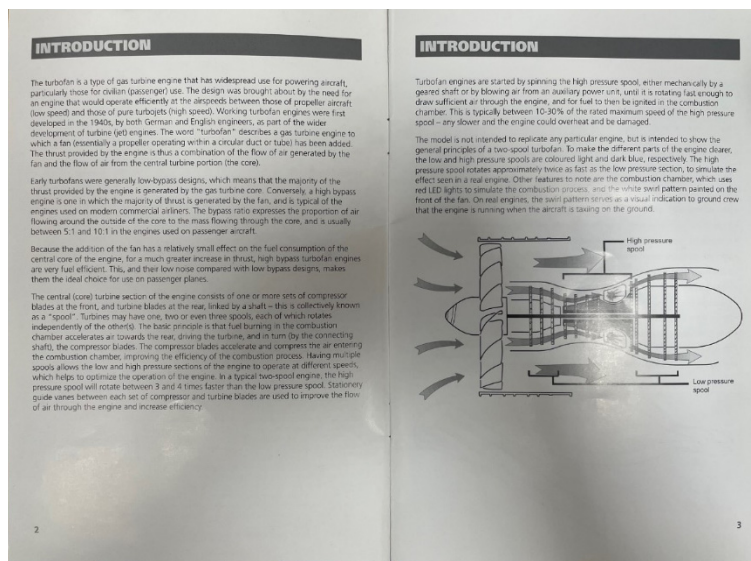 INTRODUCTION
The turbofan is a type of gas turbine engine that has widespread use for powering aircraft,
particularly those for civilian (passenger) use. The design was brought about by the need for
an engine that would operate efficiently at the airspeeds between those of propeller aircraft
(low speed) and those of pure turbojets (high speed). Working turbofan engines were first
developed in the 1940s, by both German and English engineers, as part of the wider
development of turbine (jet) engines. The word "turbofan" describes a gas turbine engine to
which a fan (essentially a propeller operating within a circular duct or tube) has been added.
The thrust provided by the engine is thus a combination of the flow of air generated by the
fan and the flow of air from the central turbine portion (the core).
Early turbofans were generally low-bypass designs, which means that the majority of the
thrust provided by the engine is generated by the gas turbine core. Conversely, a high bypass
engine is one in which the majority of thrust is generated by the fan, and is typical of the
engines used on modern commercial airliners. The bypass ratio expresses the proportion of air
flowing around the outside of the core to the mass flowing through the core, and is usually
between 5:1 and 10:1 in the engines used on passenger aircraft.
Because the addition of the fan has a relatively small effect on the fuel consumption of the
central core of the engine, for a much greater increase in thrust, high bypass turbofan engines
are very fuel efficient. This, and their low noise compared with low bypass designs, makes
them the ideal choice for use on passenger planes.
The central (core) turbine section of the engine consists of one or more sets of compressor
blades at the front, and turbine blades at the rear, linked by a shaft – this is collectively known
as a "spool". Turbines may have one, two or even three spools, each of which rotates
independently of the other(s). The basic principle is that fuel burning in the combustion
chamber accelerates air towards the rear, driving the turbine, and in turn (by the connecting
shaft), the compressor blades. The compressor blades accelerate and compress the air entering
the combustion chamber, improving the efficiency of the combustion process. Having multiple
spools allows the low and high pressure sections of the engine to operate at different speeds,
which helps to optimize the operation of the engine. In a typical two-spool engine, the high
pressure spool will rotate between 3 and 4 times faster than the low pressure spool. Stationery
guide vanes between each set of compressor and turbine blades are used to improve the flow
of air through the engine and increase efficiency.
2
INTRODUCTION
Turbofan engines are started by spinning the high pressure spool, either mechanically by a
geared shaft or by blowing air from an auxiliary power unit, until it is rotating fast enough to
draw sufficient air through the engine, and for fuel to then be ignited in the combustion
chamber. This is typically between 10-30% of the rated maximum speed of the high pressure
spool – any slower and the engine could overheat and be damaged.
The model is not intended to replicate any particular engine, but is intended to show the
general principles of a two-spool turbofan. To make the different parts of the engine clearer,
the low and high pressure spools are coloured light and dark blue, respectively. The high
pressure spool rotates approximately twice as fast as the low pressure section, to simulate the
effect seen in a real engine. Other features to note are the combustion chamber, which uses
red LED lights to simulate the combustion process, and the white swirl pattern painted on the
front of the fan. On real engines, the swirl pattern serves as a visual indication to ground crew
that the engine is running when the aircraft is taxiing on the ground.
High pressure
spool
Low pressure
spool
3